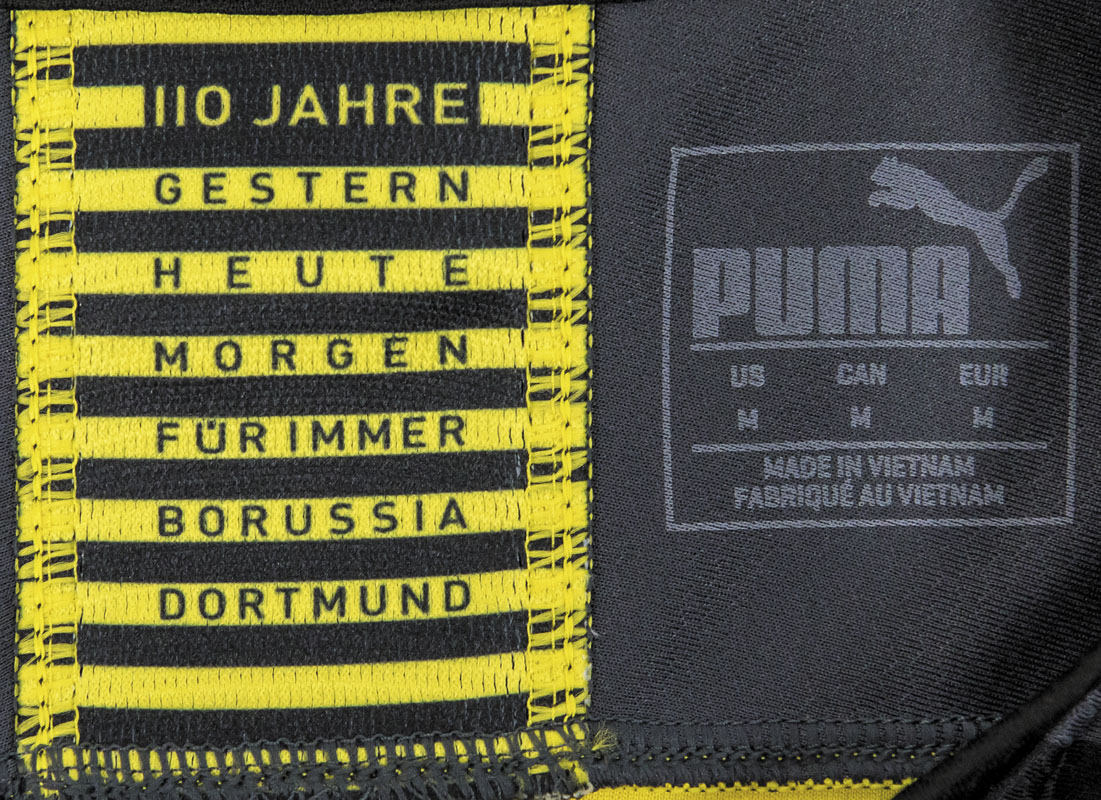 110 JAHRE
GESTERN
HEUTE
MORGEN
FÜR IMMER
BORUSSIA
DORTMUND
PUMA
US CAN EUR
M M M
MADE IN VIETNAM
FABRIQUÉ AU VIETNAM